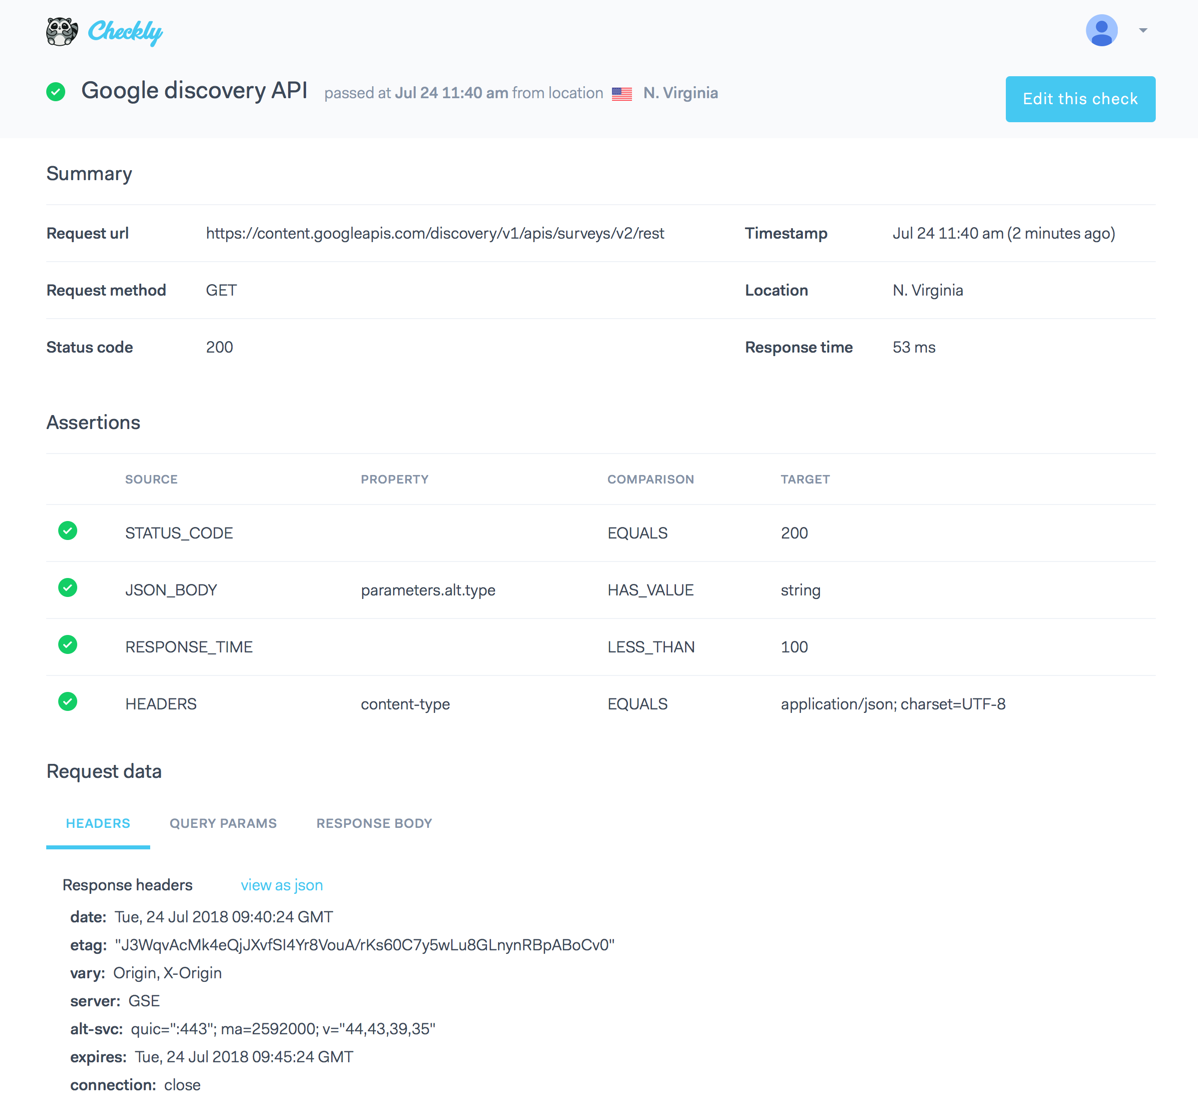 Checkly
Google discovery API passed at Jul 24 11:40 am from location N. Virginia
Edit this check
Summary
Request url https://content.googleapis.com/discovery/v1/apis/surveys/v2/rest Timestamp Jul 24 11:40 am (2 minutes ago)
Request method GET Location N. Virginia
Status code 200 Response time 53 ms
Assertions
SOURCE PROPERTY COMPARISON TARGET
STATUS_CODE EQUALS 200
JSON_BODY parameters.alt.type HAS_VALUE string
RESPONSE_TIME LESS_THAN 100
HEADERS content-type EQUALS application/json; charset=UTF-8
Request data
HEADERS QUERY PARAMS RESPONSE BODY
Response headers view as json
date: Tue, 24 Jul 2018 09:40:24 GMT
etag: "J3WqvAcMk4eQjJXvfSI4Yr8VouA/rKs60C7y5wLu8GLnynRBpABoCv0"
vary: Origin, X-Origin
server: GSE
alt-svc: quic=":443"; ma=2592000; v="44,43,39,35"
expires: Tue, 24 Jul 2018 09:45:24 GMT
connection: close